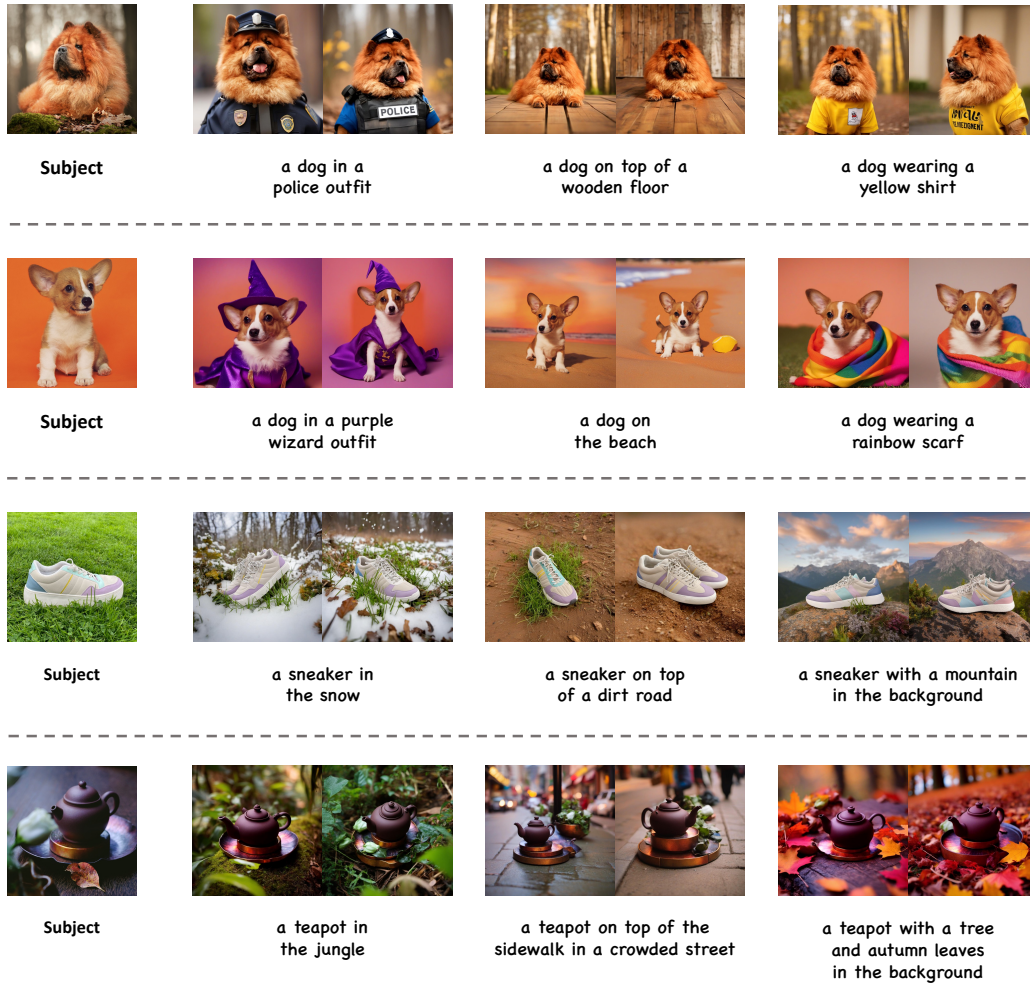 POLICE
Subject
a dog in a
police outfit
a dog on top of a
wooden floor
a dog wearing a
yellow shirt
Subject
a dog in a purple
wizard outfit
a dog on
the beach
a dog wearing a
rainbow scarf
Subject
a sneaker in
the snow
a sneaker on top
of a dirt road
a sneaker with a mountain
in the background
Subject
a teapot in
the jungle
a teapot on top of the
sidewalk in a crowded street
a teapot with a tree
and autumn leaves
in the background